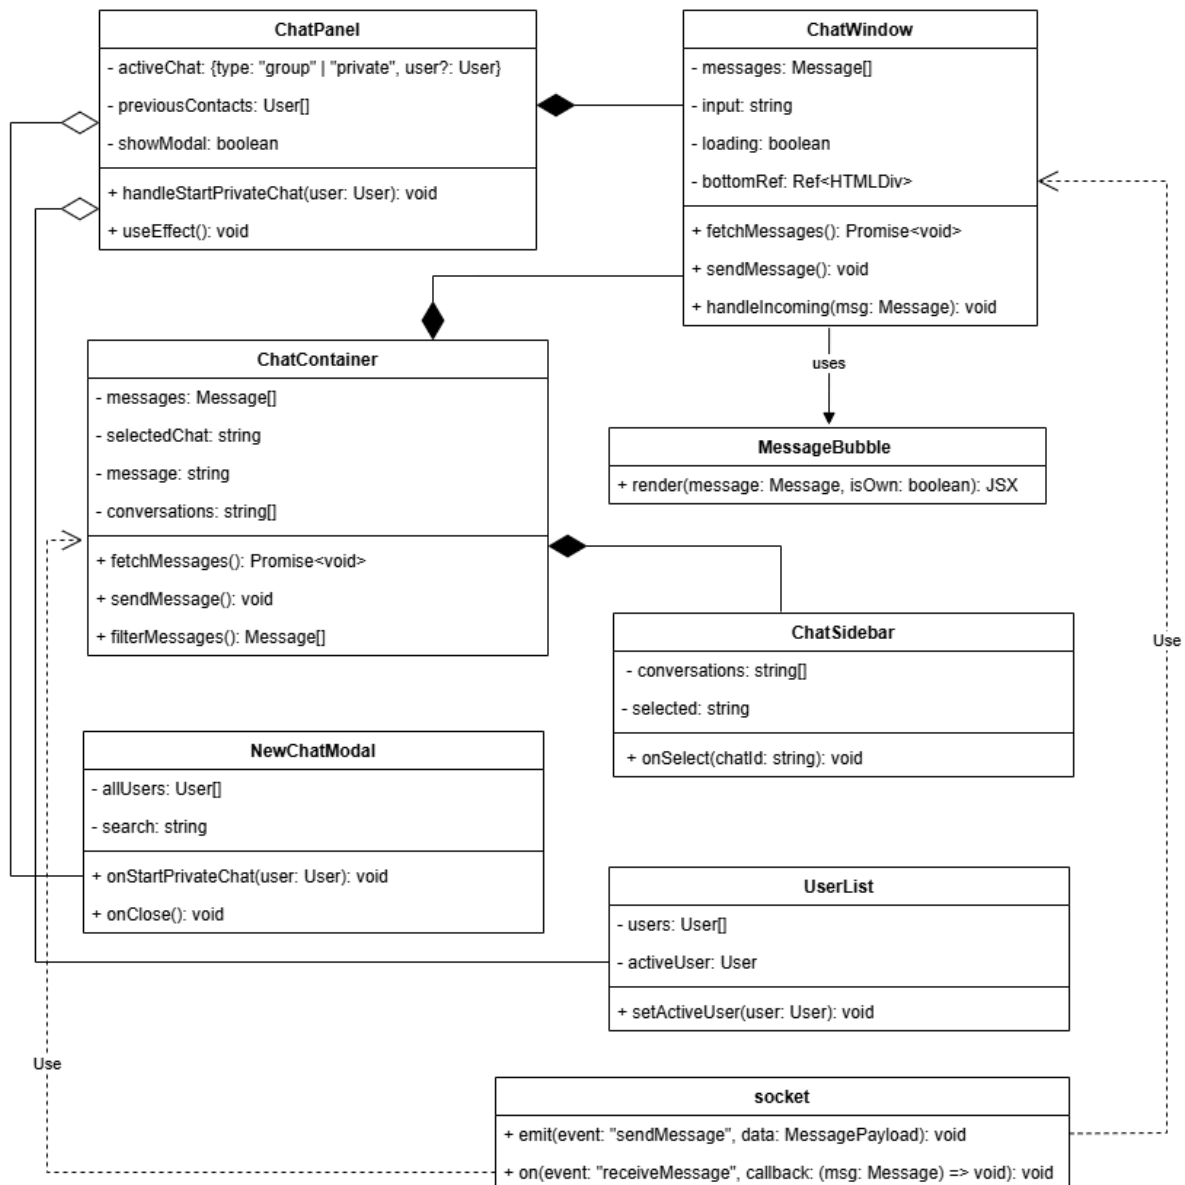 ChatPanel
- activeChat: {type: "group" | "private", user?: User}
- previousContacts: User[]
- showModal: boolean
+ handleStartPrivateChat(user: User): void
+ useEffect(): void
ChatWindow
- messages: Message[]
- input: string
- loading: boolean
- bottomRef: Ref<HTMLDiv>
+ fetchMessages(): Promise<void>
+ sendMessage(): void
+ handleIncoming(msg: Message): void
uses
ChatContainer
- messages: Message[]
- selectedChat: string
- message: string
- conversations: string[]
+ fetchMessages(): Promise<void>
+ sendMessage(): void
+ filterMessages(): Message[]
MessageBubble
+ render(message: Message, isOwn: boolean): JSX
ChatSidebar
- conversations: string[]
- selected: string
+ onSelect(chatId: string): void
Use
NewChatModal
- allUsers: User[]
- search: string
+ onStartPrivateChat(user: User): void
+ onClose(): void
UserList
- users: User[]
- activeUser: User
+ setActiveUser(user: User): void
Use
socket
+ emit(event: "sendMessage", data: MessagePayload): void
+ on(event: "receiveMessage", callback: (msg: Message) => void): void